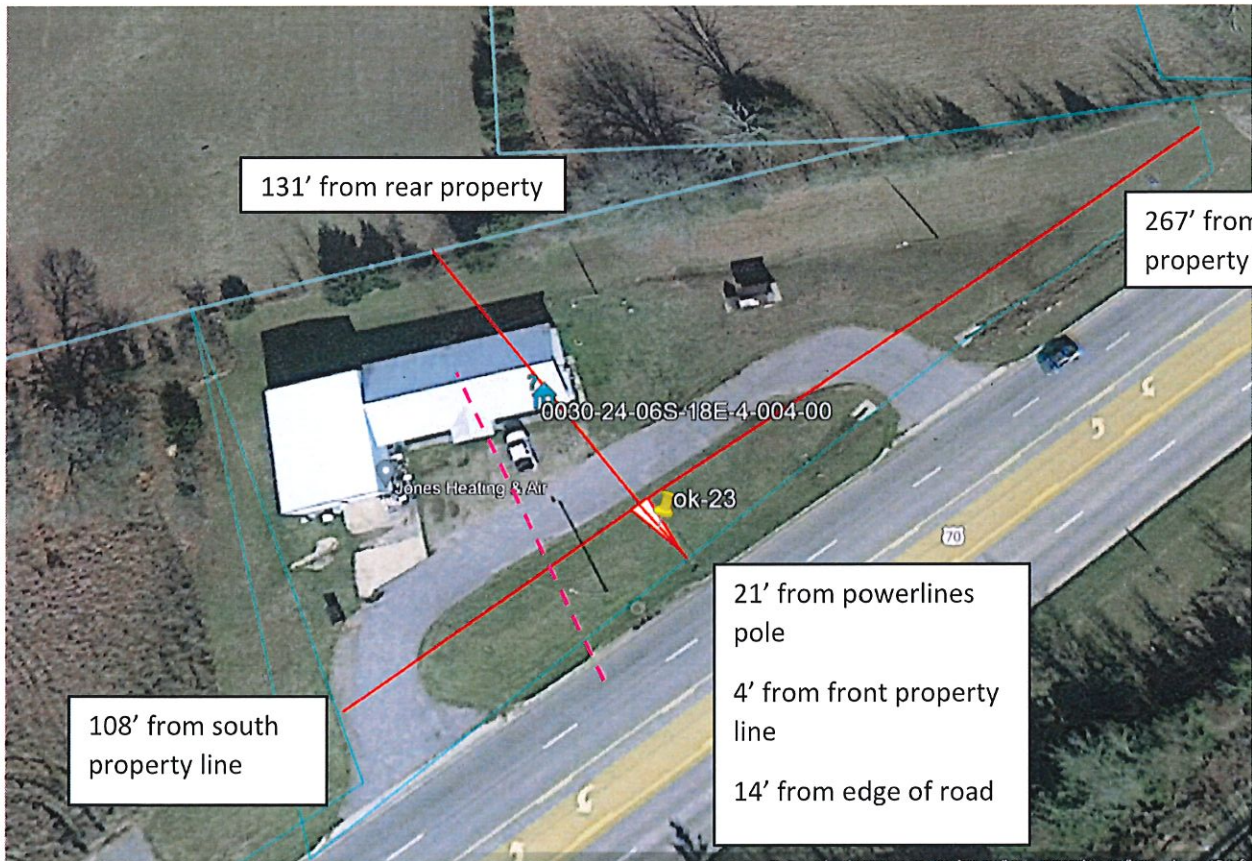 131’ from rear property
267’ from
property
0030-24-06S-18E-4-004-00
Jones Heating & Air
ok-23
70
21’ from powerlines
pole
4’ from front property
line
14’ from edge of road
108’ from south
property line